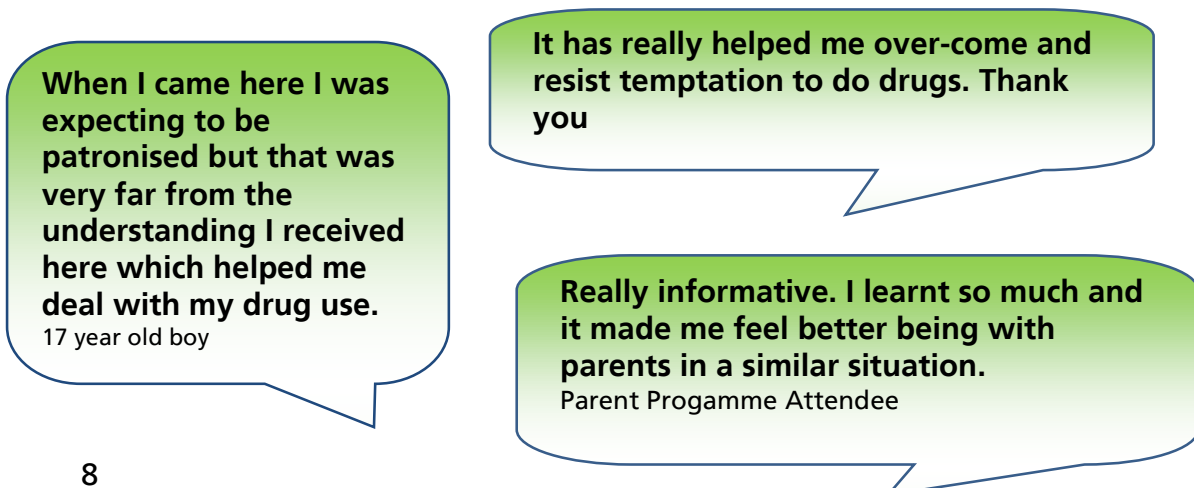 When I came here I was
expecting to be
patronised but that was
very far from the
understanding I received
here which helped me
deal with my drug use.
17 year old boy
It has really helped me over-come and
resist temptation to do drugs. Thank
you
Really informative. I learnt so much and
it made me feel better being with
parents in a similar situation.
Parent Progamme Attendee
8